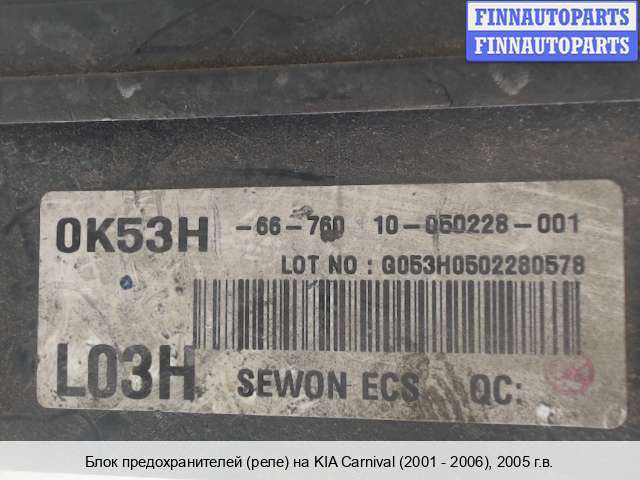 FINNAUTOPARTS
FINNAUTOPARTS
0K53H -66-760 10-050228-001
LOT NO : G053H0502280578
L03H SEWON ECS QC:
Блок предохранителей (реле) на KIA Carnival (2001 - 2006), 2005 г.в.